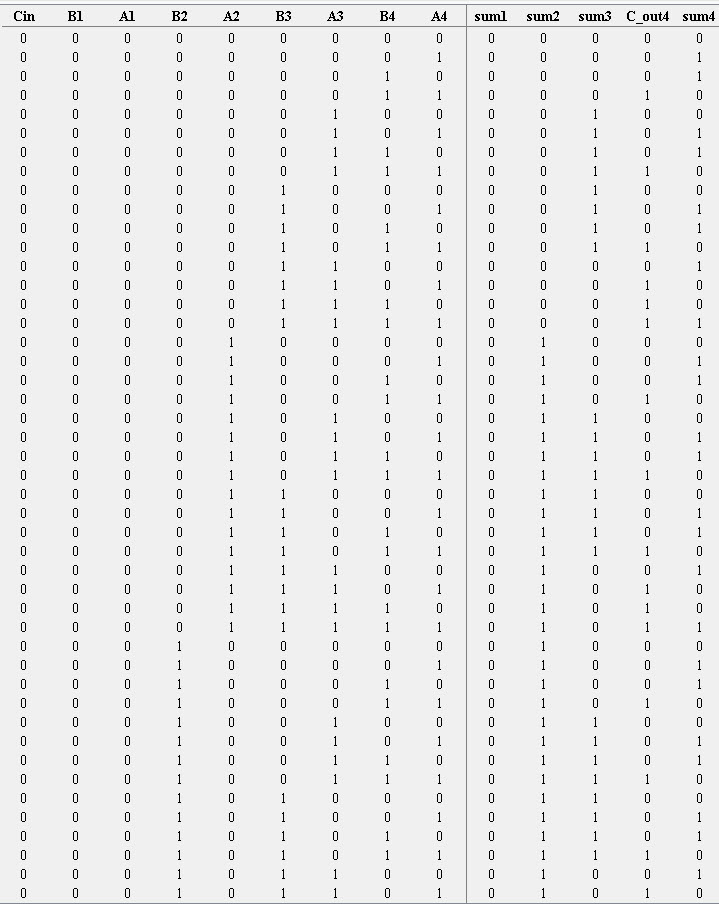 Cin B1 A1 B2 A2 B3 A3 B4 A4 sum1 sum2 sum3 C_out4 sum4
0 0 0 0 0 0 0 0 0 0 0 0 0 0
0 0 0 0 0 0 0 0 1 0 0 0 0 1
0 0 0 0 0 0 0 1 0 0 0 0 0 1
0 0 0 0 0 0 0 1 1 0 0 0 1 0
0 0 0 0 0 0 1 0 0 0 0 1 0 0
0 0 0 0 0 0 1 0 1 0 0 1 0 1
0 0 0 0 0 0 1 1 0 0 0 1 0 1
0 0 0 0 0 0 1 1 1 0 0 1 1 0
0 0 0 0 0 1 0 0 0 0 0 1 0 0
0 0 0 0 0 1 0 0 1 0 0 1 0 1
0 0 0 0 0 1 0 1 0 0 0 1 0 1
0 0 0 0 0 1 0 1 1 0 0 1 1 0
0 0 0 0 0 1 1 0 0 0 0 0 0 1
0 0 0 0 0 1 1 0 1 0 0 0 1 0
0 0 0 0 0 1 1 1 0 0 0 0 1 0
0 0 0 0 0 1 1 1 1 0 0 0 1 1
0 0 0 0 1 0 0 0 0 0 1 0 0 0
0 0 0 0 1 0 0 0 1 0 1 0 0 1
0 0 0 0 1 0 0 1 0 0 1 0 0 1
0 0 0 0 1 0 0 1 1 0 1 0 1 0
0 0 0 0 1 0 1 0 0 0 1 1 0 0
0 0 0 0 1 0 1 0 1 0 1 1 0 1
0 0 0 0 1 0 1 1 0 0 1 1 0 1
0 0 0 0 1 0 1 1 1 0 1 1 1 0
0 0 0 0 1 1 0 0 0 0 1 1 0 0
0 0 0 0 1 1 0 0 1 0 1 1 0 1
0 0 0 0 1 1 0 1 0 0 1 1 0 1
0 0 0 0 1 1 0 1 1 0 1 1 1 0
0 0 0 0 1 1 1 0 0 0 1 0 0 1
0 0 0 0 1 1 1 0 1 0 1 0 1 0
0 0 0 0 1 1 1 1 0 0 1 0 1 0
0 0 0 0 1 1 1 1 1 0 1 0 1 1
0 0 0 1 0 0 0 0 0 0 1 0 0 0
0 0 0 1 0 0 0 0 1 0 1 0 0 1
0 0 0 1 0 0 0 1 0 0 1 0 0 1
0 0 0 1 0 0 0 1 1 0 1 0 1 0
0 0 0 1 0 0 1 0 0 0 1 1 0 0
0 0 0 1 0 0 1 0 1 0 1 1 0 1
0 0 0 1 0 0 1 1 0 0 1 1 0 1
0 0 0 1 0 0 1 1 1 0 1 1 1 0
0 0 0 1 0 1 0 0 0 0 1 1 0 0
0 0 0 1 0 1 0 0 1 0 1 1 0 1
0 0 0 1 0 1 0 1 0 0 1 1 0 1
0 0 0 1 0 1 0 1 1 0 1 1 1 0
0 0 0 1 0 1 1 0 0 0 1 0 0 1
0 0 0 1 0 1 1 0 1 0 1 0 1 0